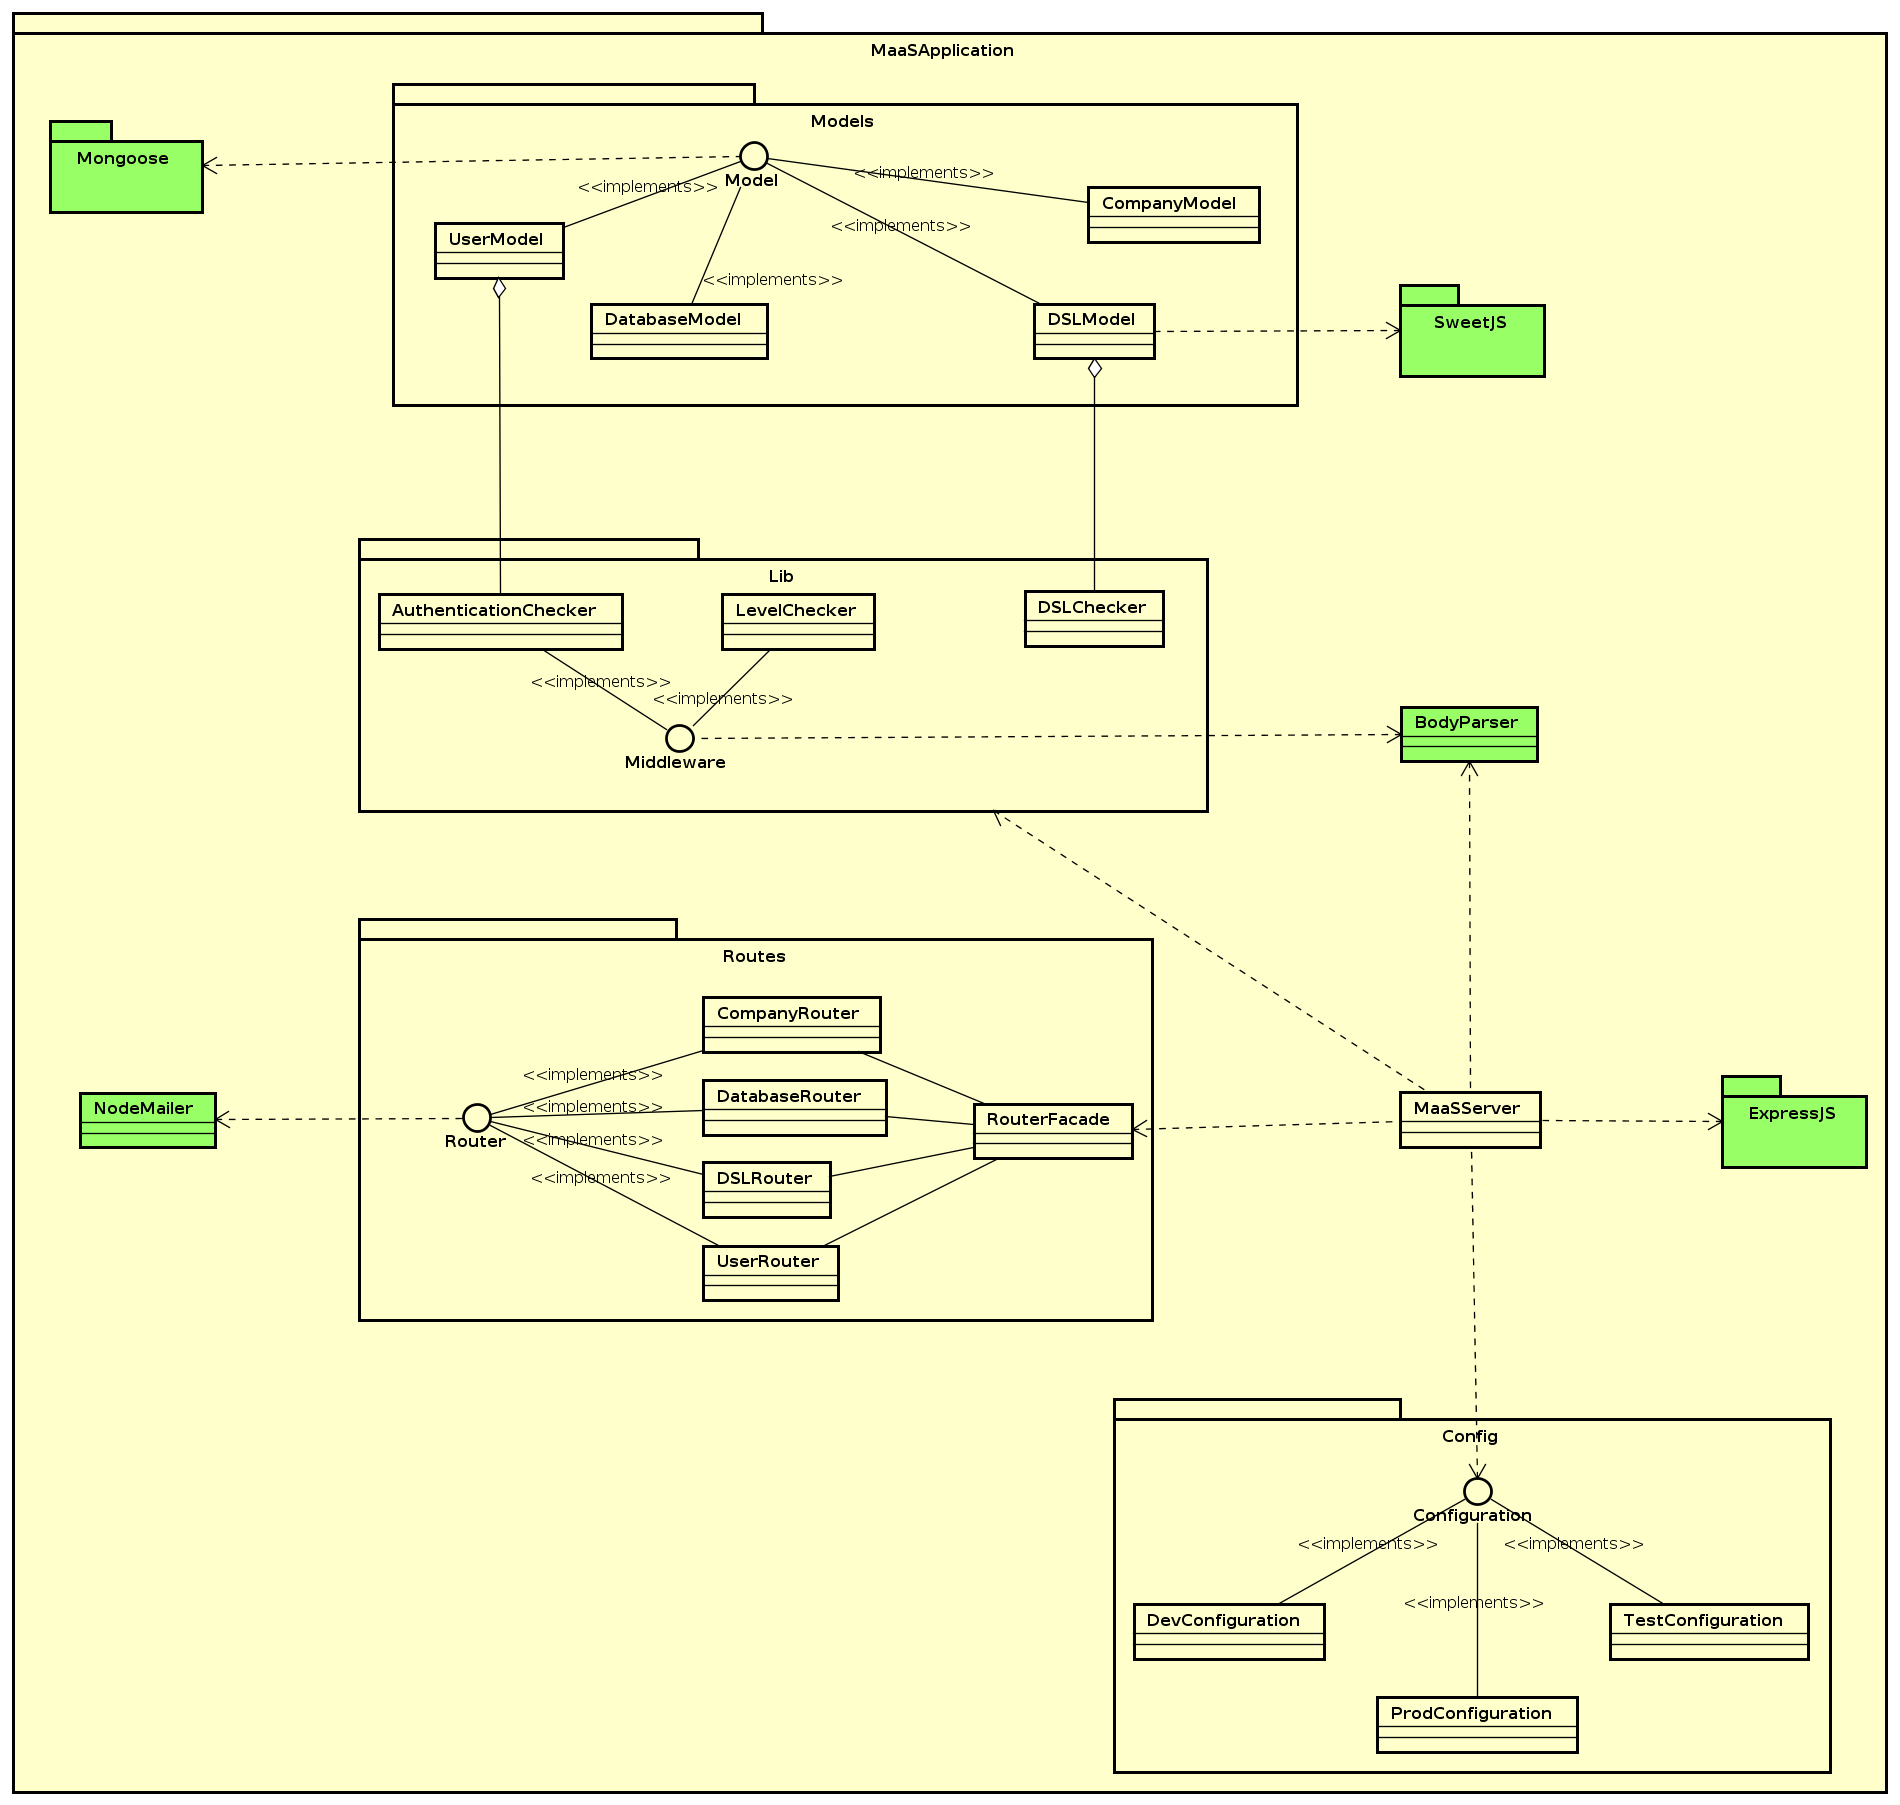 MaaSApplication
Models
Mongoose
Model
<<implements>>
<<implements>>
CompanyModel
<<implements>>
UserModel
<<implements>>
DatabaseModel
DSLModel
SweetJS
Lib
AuthenticationChecker
LevelChecker
DSLChecker
<<implements>>
<<implements>>
Middleware
BodyParser
Routes
CompanyRouter
<<implements>>
DatabaseRouter
<<implements>>
NodeMailer
Router
<<implements>>
RouterFacade
MaaSServer
ExpressJS
DSLRouter
<<implements>>
UserRouter
Config
Configuration
<<implements>>
<<implements>>
<<implements>>
DevConfiguration
TestConfiguration
ProdConfiguration